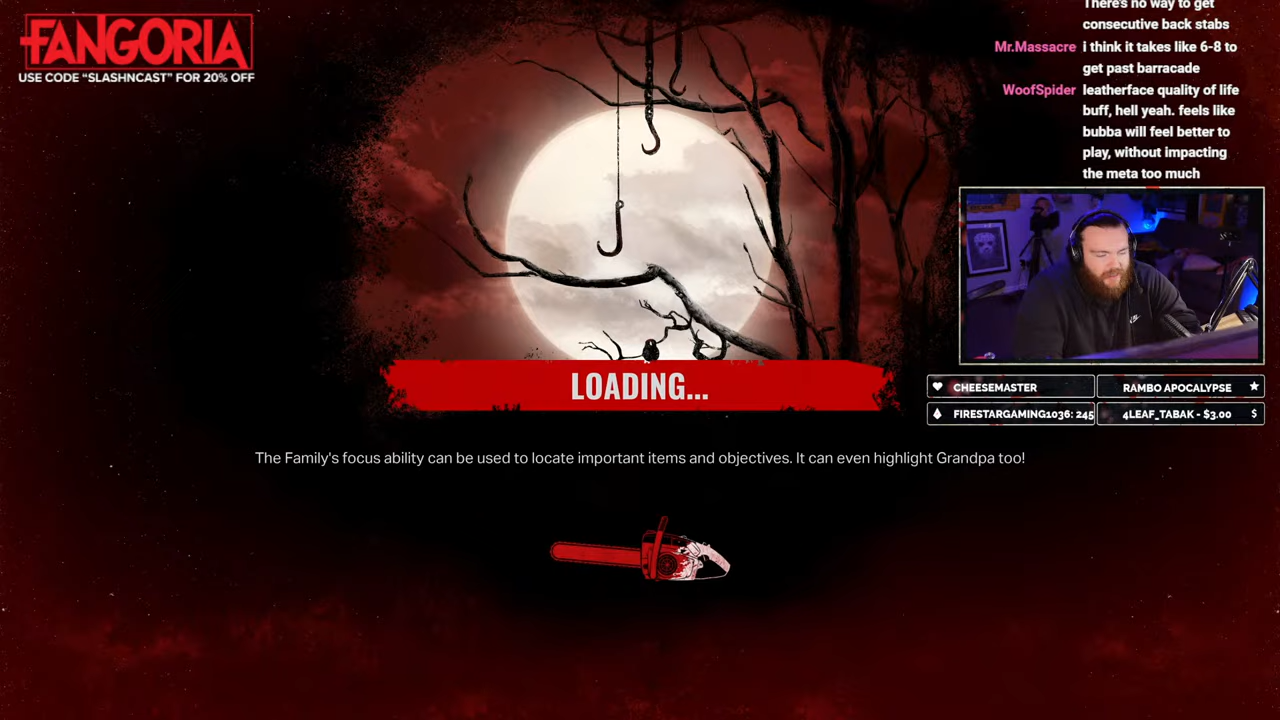 FANGORIA
USE CODE "SLASHNCAST" FOR 20% OFF
There's no way to get
consecutive back stabs
Mr.Massacre i think it takes like 6-8 to
get past barracade
WoofSpider leatherface quality of life
buff, hell yeah. feels like
bubba will feel better to
play, without impacting
the meta too much
LOADING...
CHEESEMASTER
RAMBO APOCALYPSE
FIRESTARGAMING1036: 245
4LEAF_TABAK - $3.00 $
The Family's focus ability can be used to locate important items and objectives. It can even highlight Grandpa too!